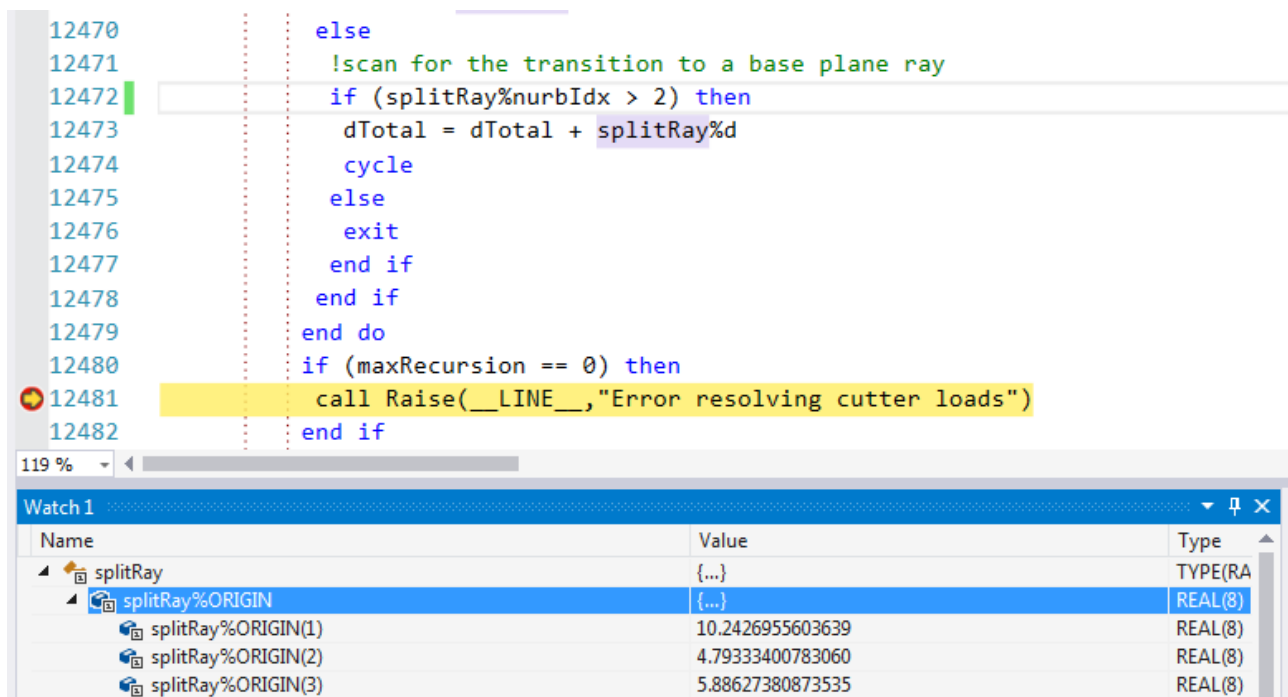 12470 else
12471 !scan for the transition to a base plane ray
12472 if (splitRay%nurbIdx > 2) then
12473 dTotal = dTotal + splitRay%d
12474 cycle
12475 else
12476 exit
12477 end if
12478 end if
12479 end do
12480 if (maxRecursion == 0) then
12481 call Raise(__LINE__,"Error resolving cutter loads")
12482 end if
119 %
Watch 1
Name Value Type
splitRay {...} TYPE(RA
splitRay%ORIGIN {...} REAL(8)
splitRay%ORIGIN(1) 10.2426955603639 REAL(8)
splitRay%ORIGIN(2) 4.79333400783060 REAL(8)
splitRay%ORIGIN(3) 5.88627380873535 REAL(8)